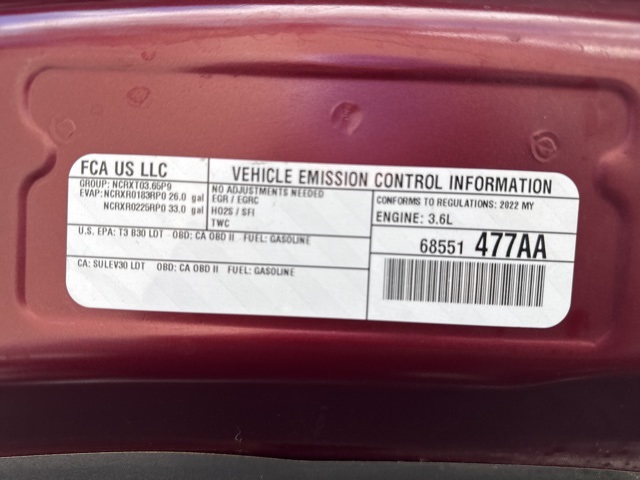 FCA US LLC
VEHICLE EMISSION CONTROL INFORMATION
GROUP: NCRXT03.65P9
EVAP: NCRXR0183RP0 26.0 gal
NCRXR0225RP0 33.0 gal
NO ADJUSTMENTS NEEDED
EGR / EGRC
HO2S / SFI
TWC
CONFORMS TO REGULATIONS: 2022 MY
ENGINE: 3.6L
U.S. EPA: T3 B30 LDT OBD: CA OBD II FUEL: GASOLINE
CA: SULEV30 LDT OBD: CA OBD II FUEL: GASOLINE
68551 477AA